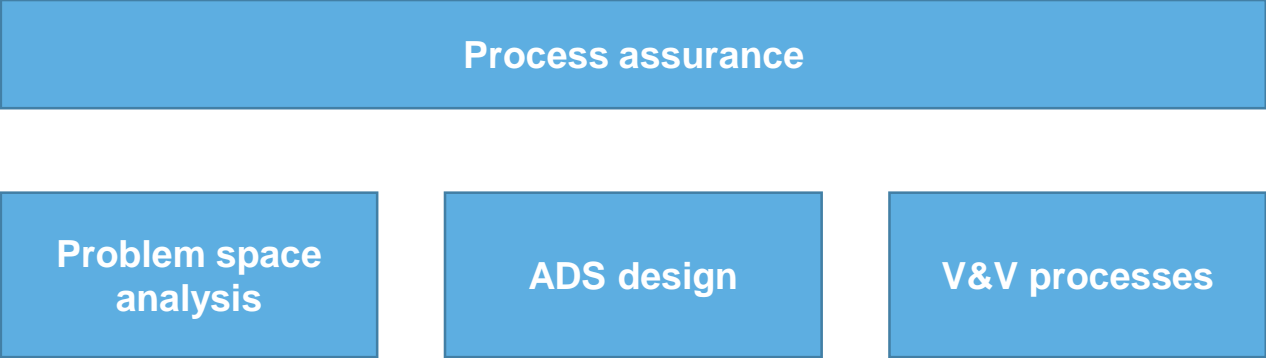 Process assurance
Problem space
analysis
ADS design
V&V processes